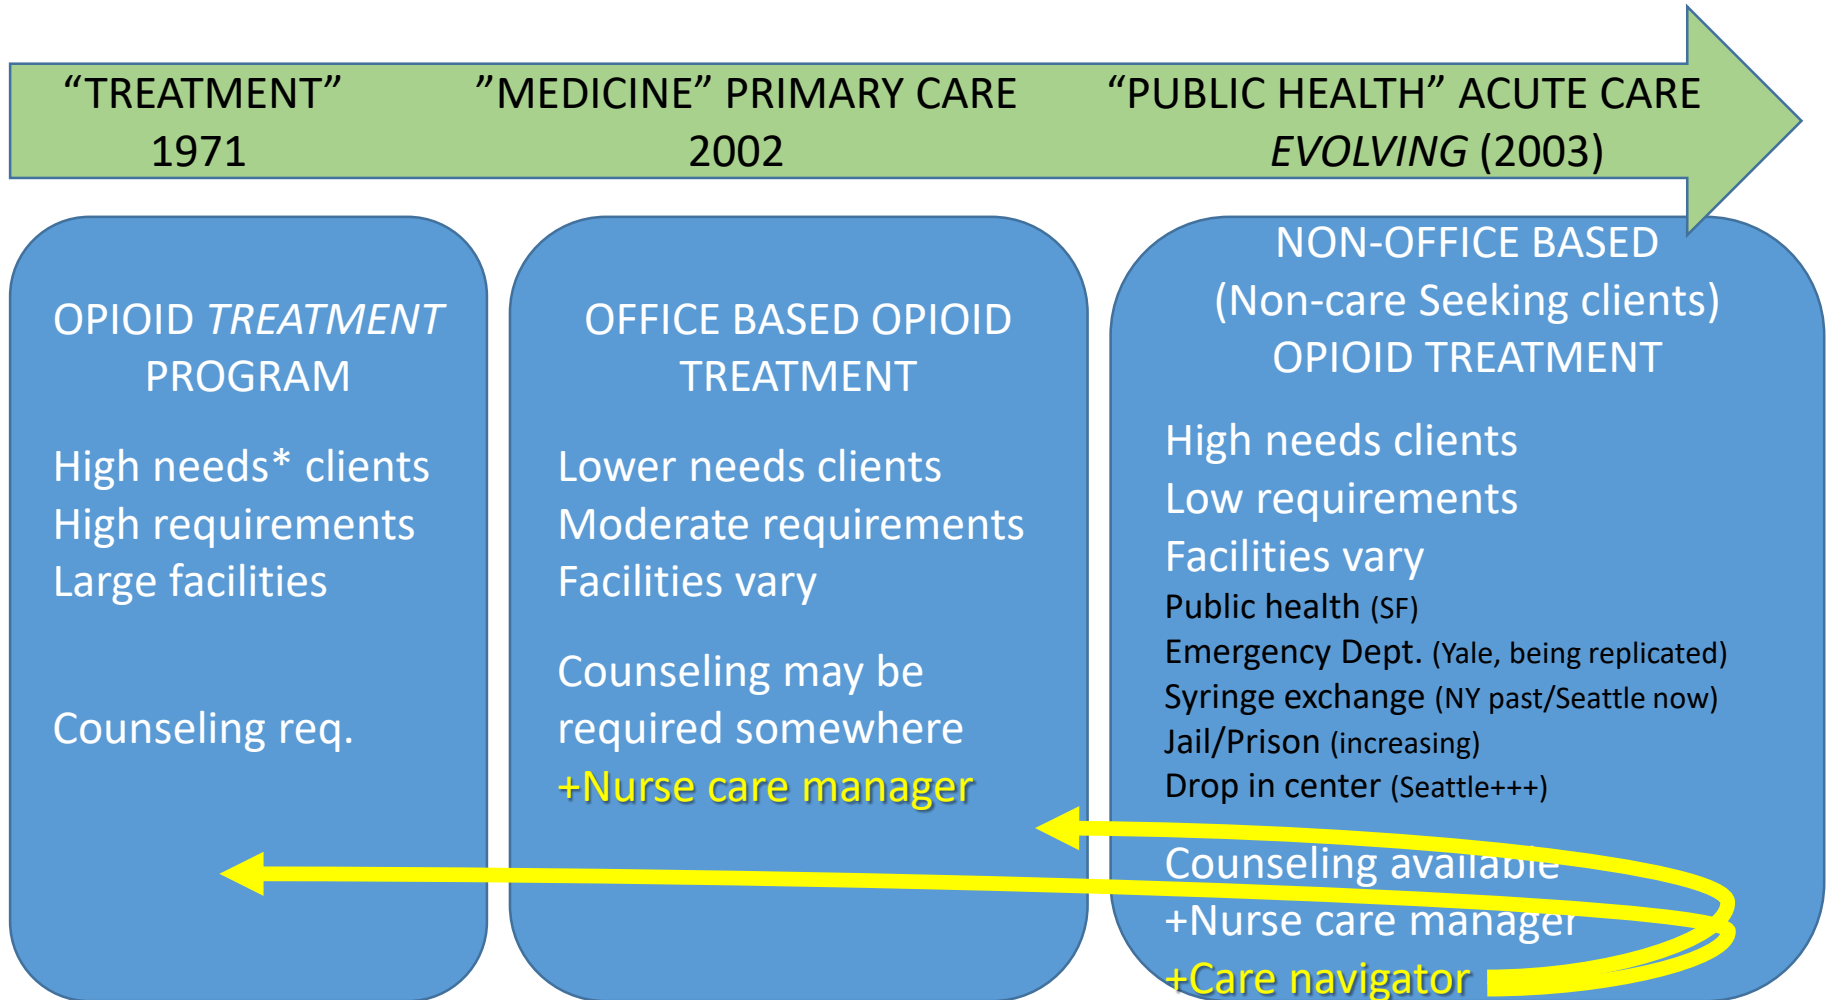 “TREATMENT”
1971
”MEDICINE” PRIMARY CARE
2002
“PUBLIC HEALTH” ACUTE CARE
EVOLVING (2003)
OPIOID TREATMENT
PROGRAM
High needs* clients
High requirements
Large facilities
Counseling req.
OFFICE BASED OPIOID
TREATMENT
Lower needs clients
Moderate requirements
Facilities vary
Counseling may be
required somewhere
+Nurse care manager
NON-OFFICE BASED
(Non-care Seeking clients)
OPIOID TREATMENT
High needs clients
Low requirements
Facilities vary
Public health (SF)
Emergency Dept. (Yale, being replicated)
Syringe exchange (NY past/Seattle now)
Jail/Prison (increasing)
Drop in center (Seattle+++)
Counseling available
+Nurse care manager
+Care navigator